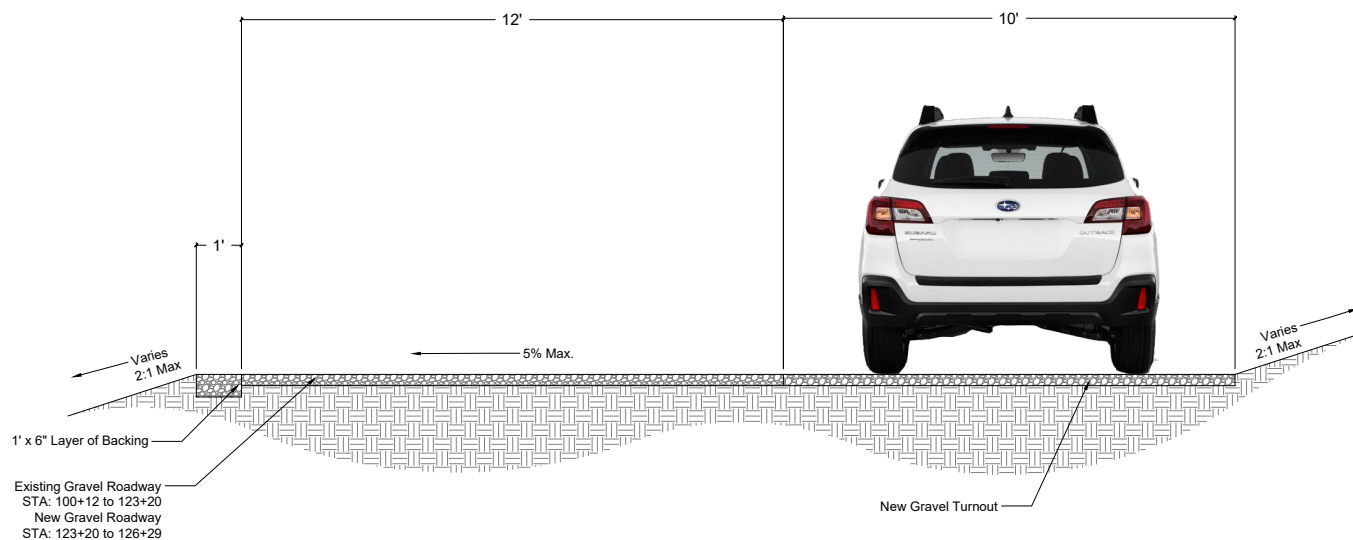 12'
10'
1'
5% Max.
Varies
2:1 Max
Varies
2:1 Max
SUBARU
OUTBACK
1' x 6" Layer of Backing
Existing Gravel Roadway
STA: 100+12 to 123+20
New Gravel Roadway
STA: 123+20 to 126+29
New Gravel Turnout